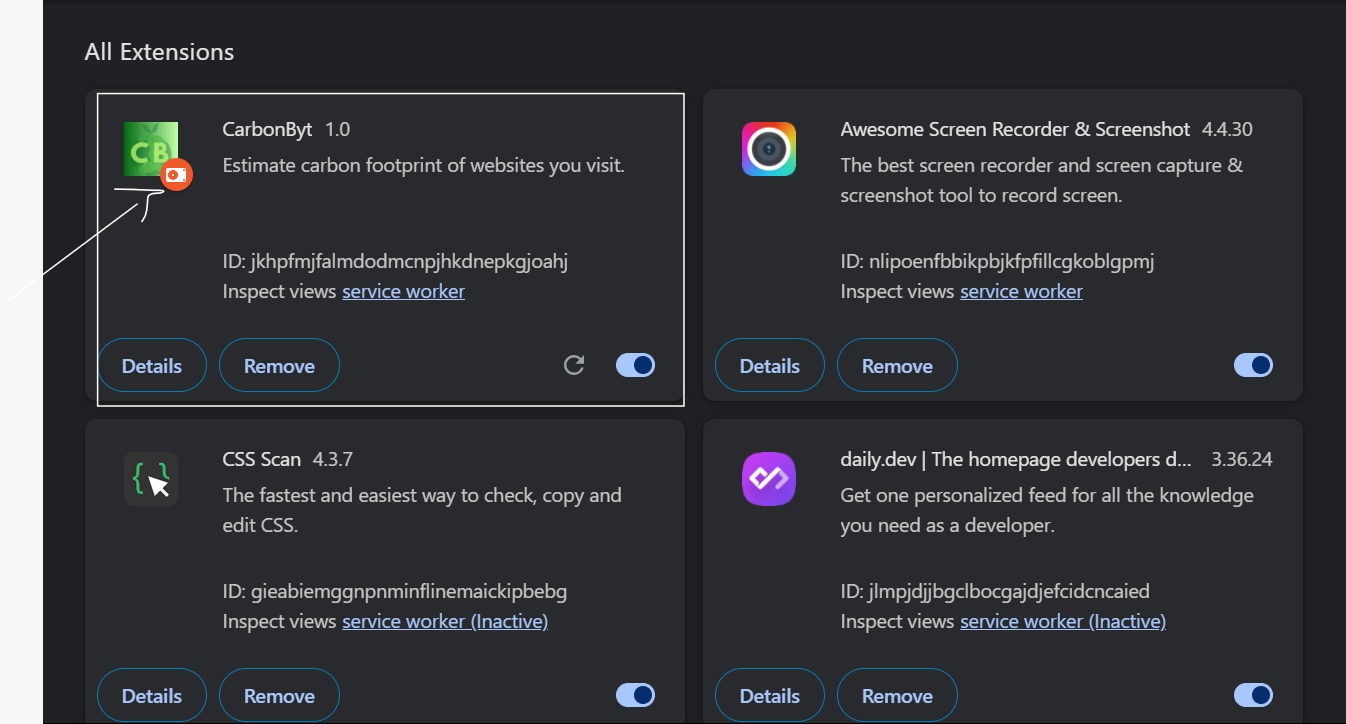 All Extensions
CB
CarbonByt 1.0
Estimate carbon footprint of websites you visit.
ID: jkhpfmjfalmdodmcnpjhkdnepkgjoahj
Inspect views service worker
Details Remove
Awesome Screen Recorder & Screenshot 4.4.30
The best screen recorder and screen capture &
screenshot tool to record screen.
ID: nlipoenfbbikpbjkfpfillcgkoblgpmj
Inspect views service worker
Details Remove
CSS Scan 4.3.7
The fastest and easiest way to check, copy and
edit CSS.
ID: gieabiemggnpnminflinemaickipbebg
Inspect views service worker (Inactive)
Details Remove
daily.dev | The homepage developers d... 3.36.24
Get one personalized feed for all the knowledge
you need as a developer.
ID: jlmpjdjjbgclbocgajdjefcidcncaied
Inspect views service worker (Inactive)
Details Remove